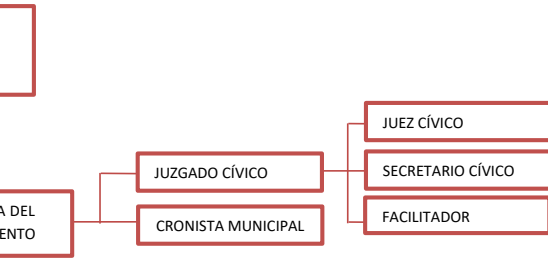 JUEZ CÍVICO
JUZGADO CÍVICO
SECRETARIO CÍVICO
A DEL
ENTO
CRONISTA MUNICIPAL
FACILITADOR